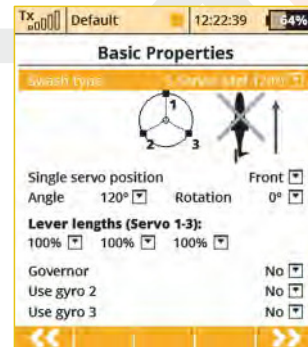 Tx Default 12:22:39 64%
Basic Properties
Swash type
1
2 3
Single servo position Front
Angle 120° Rotation 0°
Lever lengths (Servo 1-3):
100% 100% 100%
Governor No
Use gyro 2 No
Use gyro 3 No